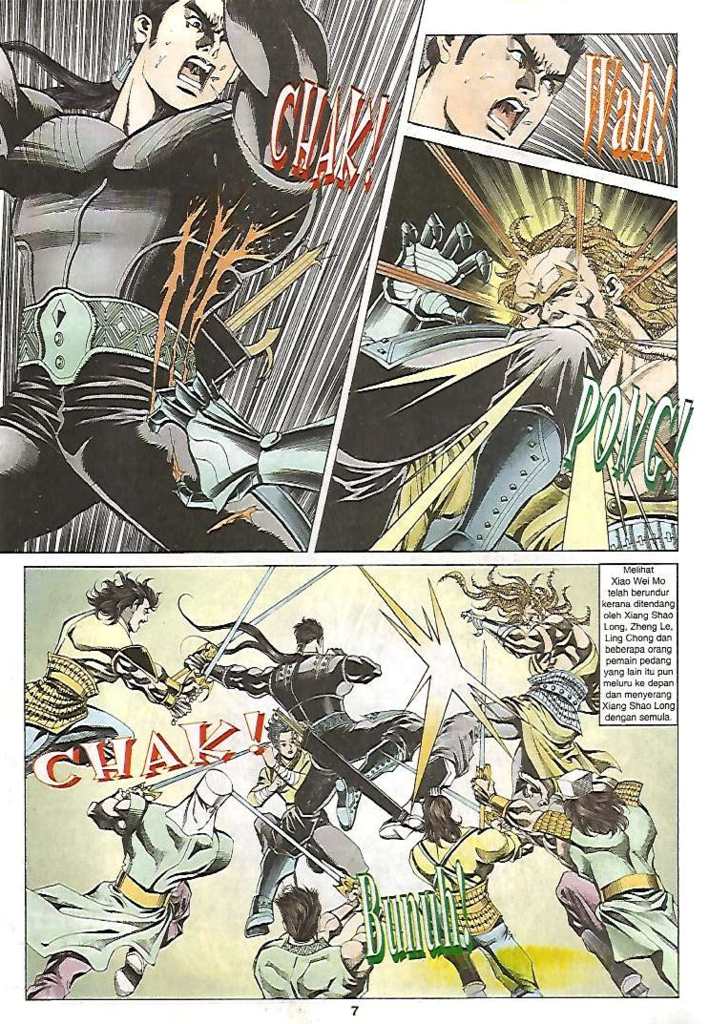 CHAK!
Wah!
PONG!
Melihat
Xiao Wei Mo
telah berundur
kerana ditendang
oleh Xiang Shao
Long, Zheng Le,
Ling Chong dan
beberapa orang
pemain pedang
yang lain itu pun
meluru ke depan
dan menyerang
Xiang Shao Long
dengan semula.
CHAK!
Bunuh!
7